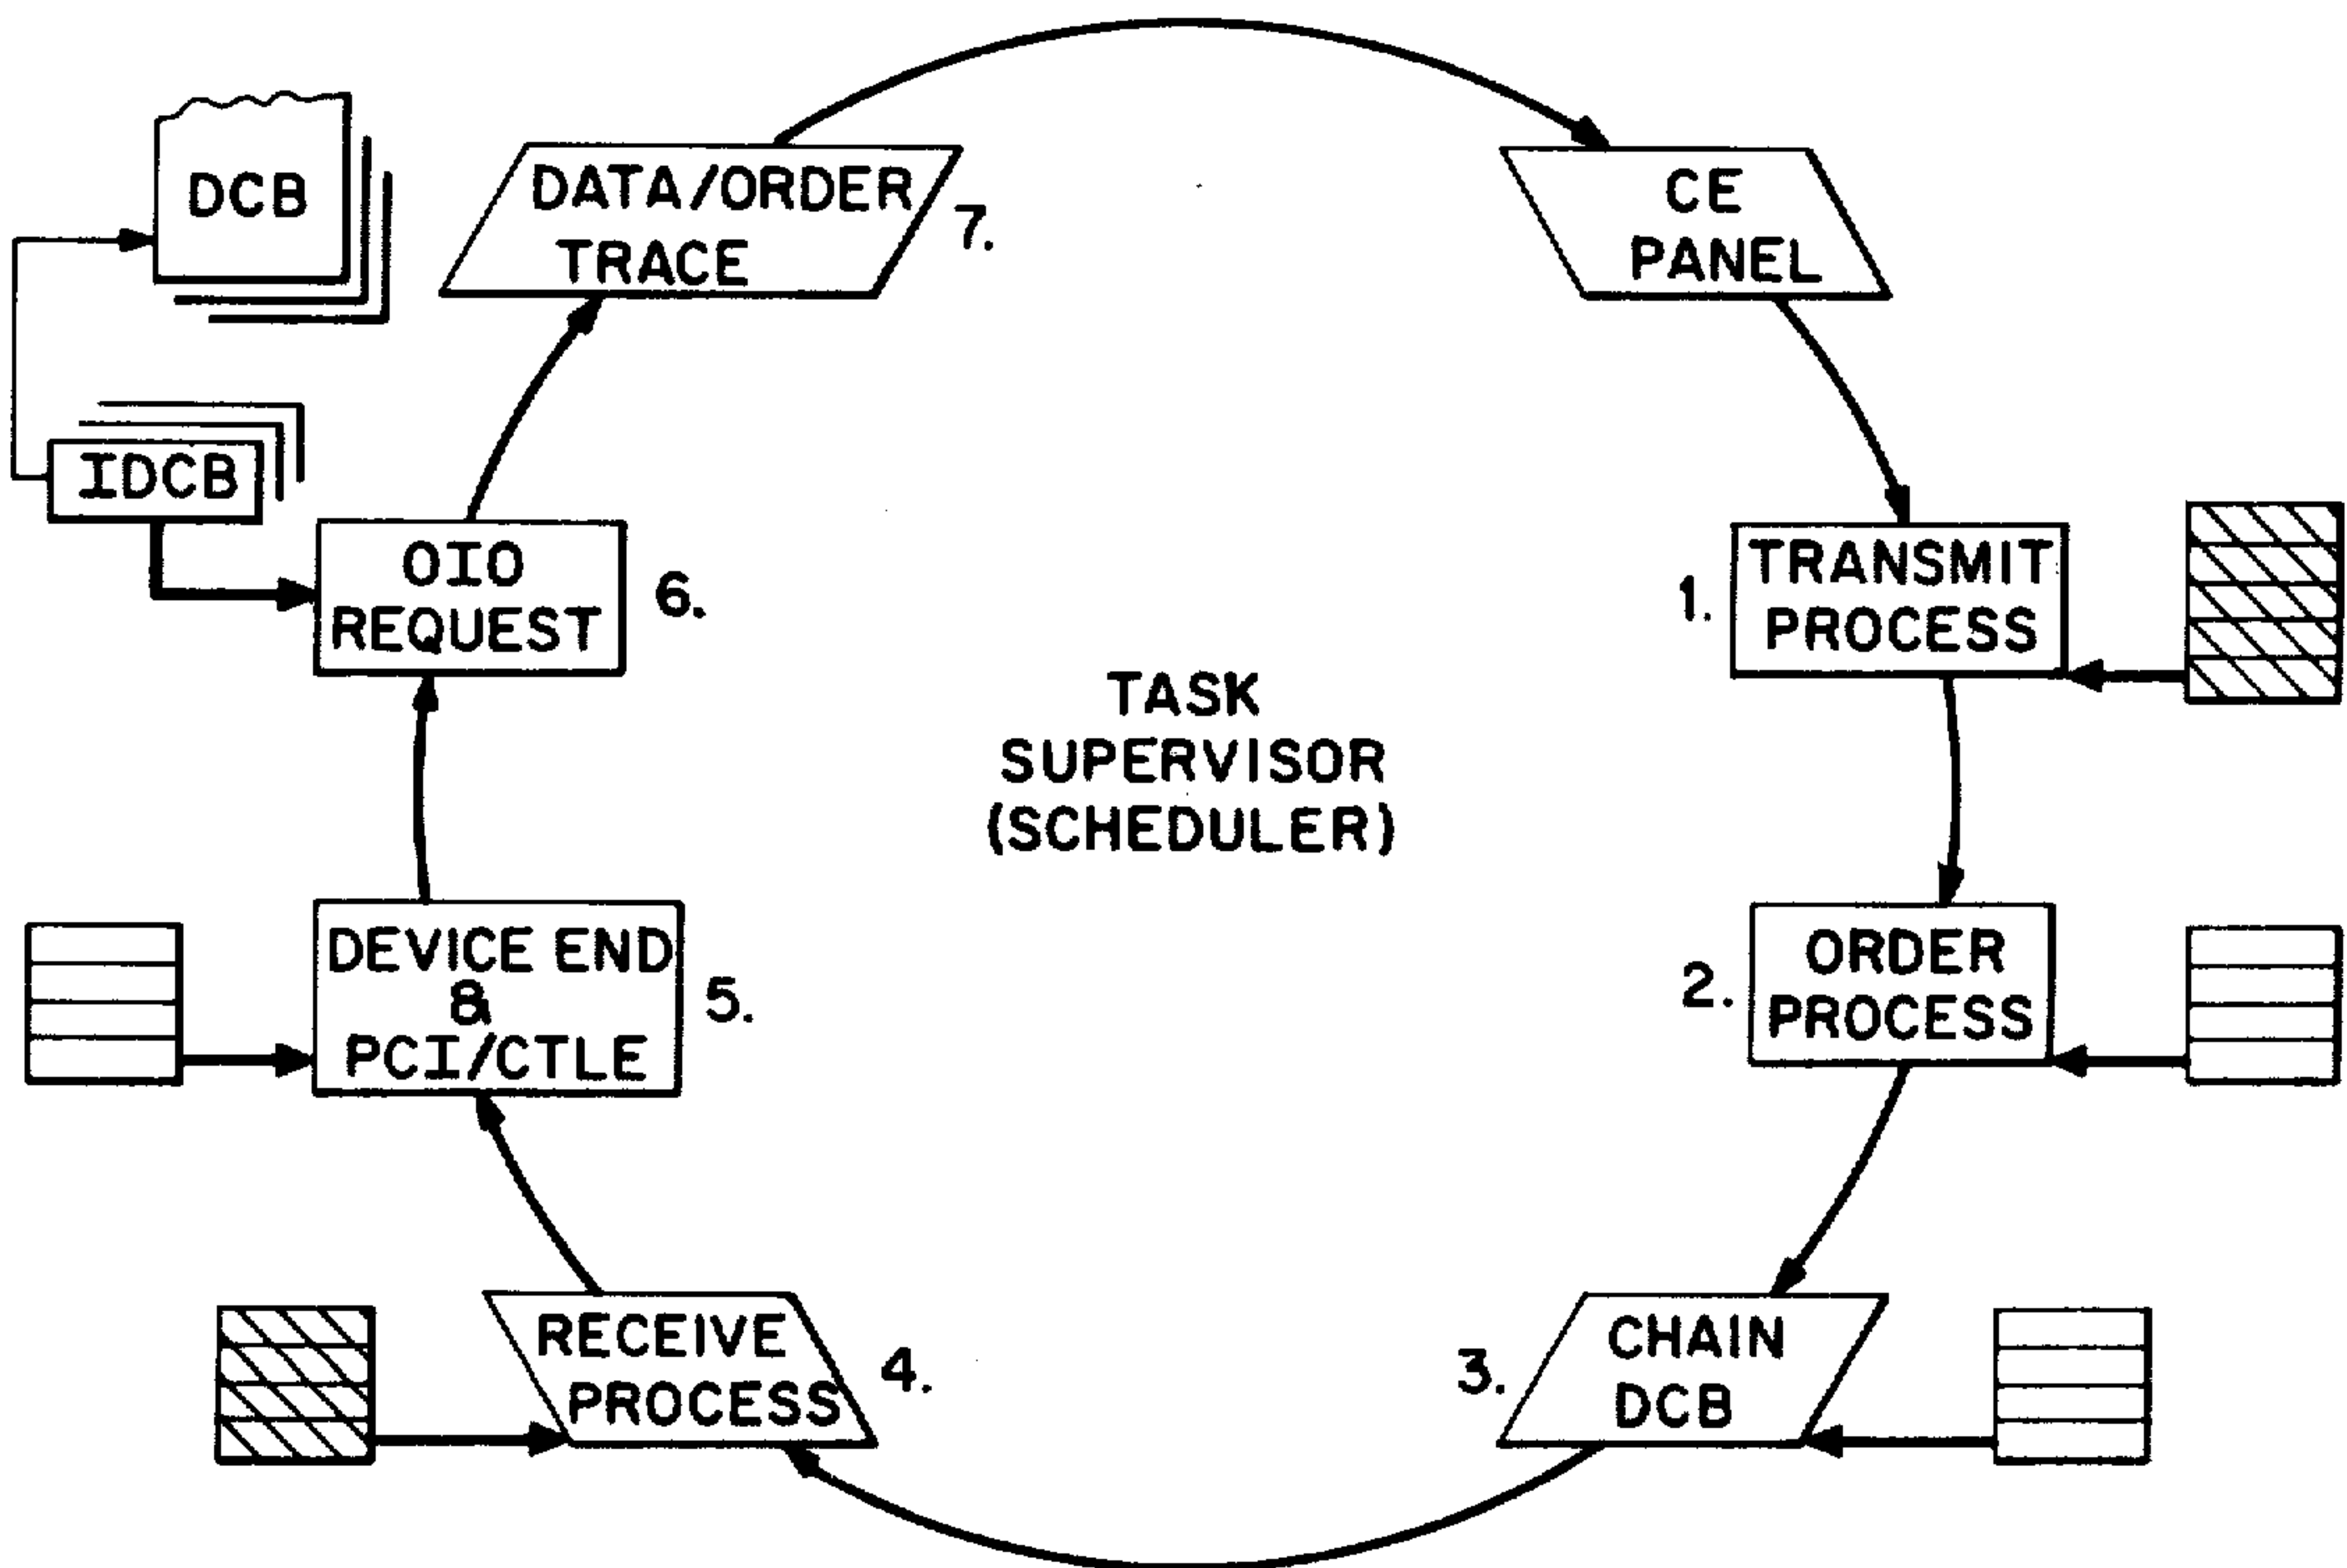 DCB
DATA/ORDER
TRACE
7.
CE
PANEL
IDCB
OIO
REQUEST
6.
1.
TRANSMIT
PROCESS
TASK
SUPERVISOR
(SCHEDULER)
DEVICE END
&
PCI/CTLE
5.
2.
ORDER
PROCESS
RECEIVE
PROCESS
4.
3.
CHAIN
DCB